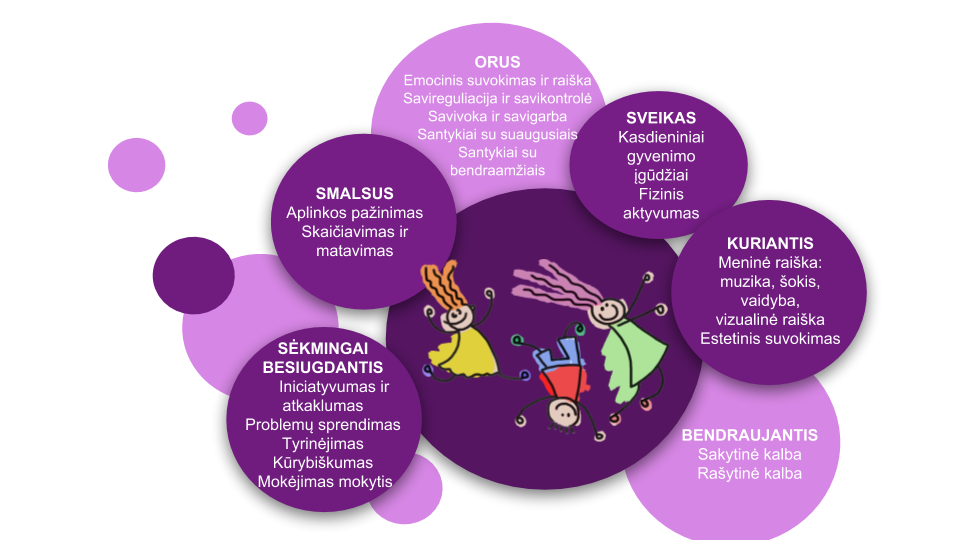 ORUS
Emocinis suvokimas ir raiška
Savireguliacija ir savikontrolė
Savivoka ir savigarba
Santykiai su suaugusiais
Santykiai su
bendraamžiais
SVEIKAS
Kasdieniniai
gyvenimo
įgūdžiai
Fizinis
aktyvumas
SMALSUS
Aplinkos pažinimas
Skaičiavimas ir
matavimas
KURIANTIS
Meninė raiška:
muzika, šokis,
vaidyba,
vizualinė raiška
Estetinis suvokimas
SĖKMINGAI
BESIUGDANTIS
Iniciatyvumas ir
atkaklumas
Problemų sprendimas
Tyrinėjimas
Kūrybiškumas
Mokėjimas mokytis
BENDRAUJANTIS
Sakytinė kalba
Rašytinė kalba